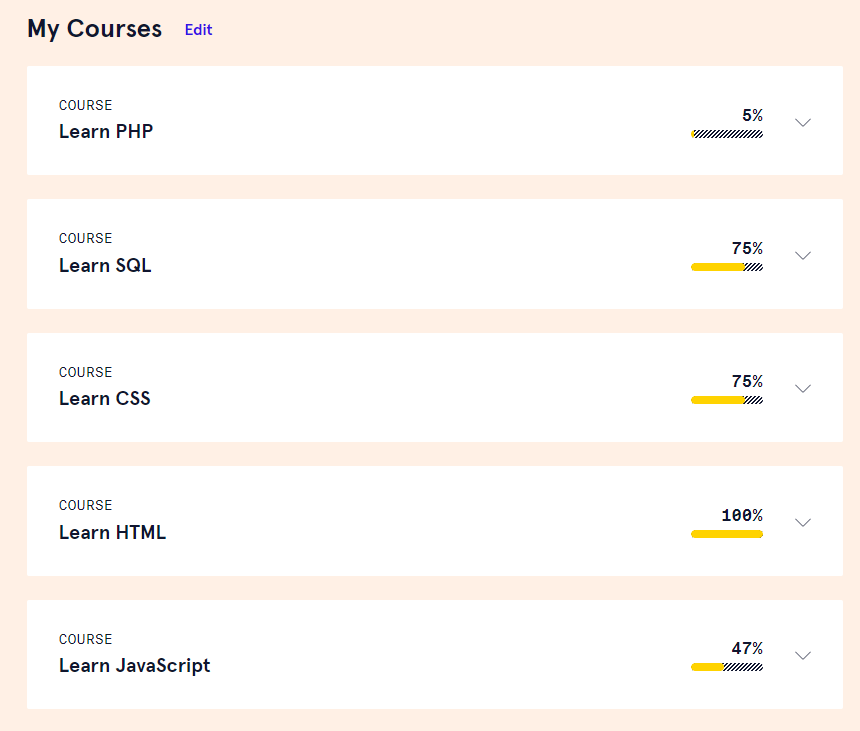 My Courses Edit
COURSE
Learn PHP
5%
COURSE
Learn SQL
75%
COURSE
Learn CSS
75%
COURSE
Learn HTML
100%
COURSE
Learn JavaScript
47%